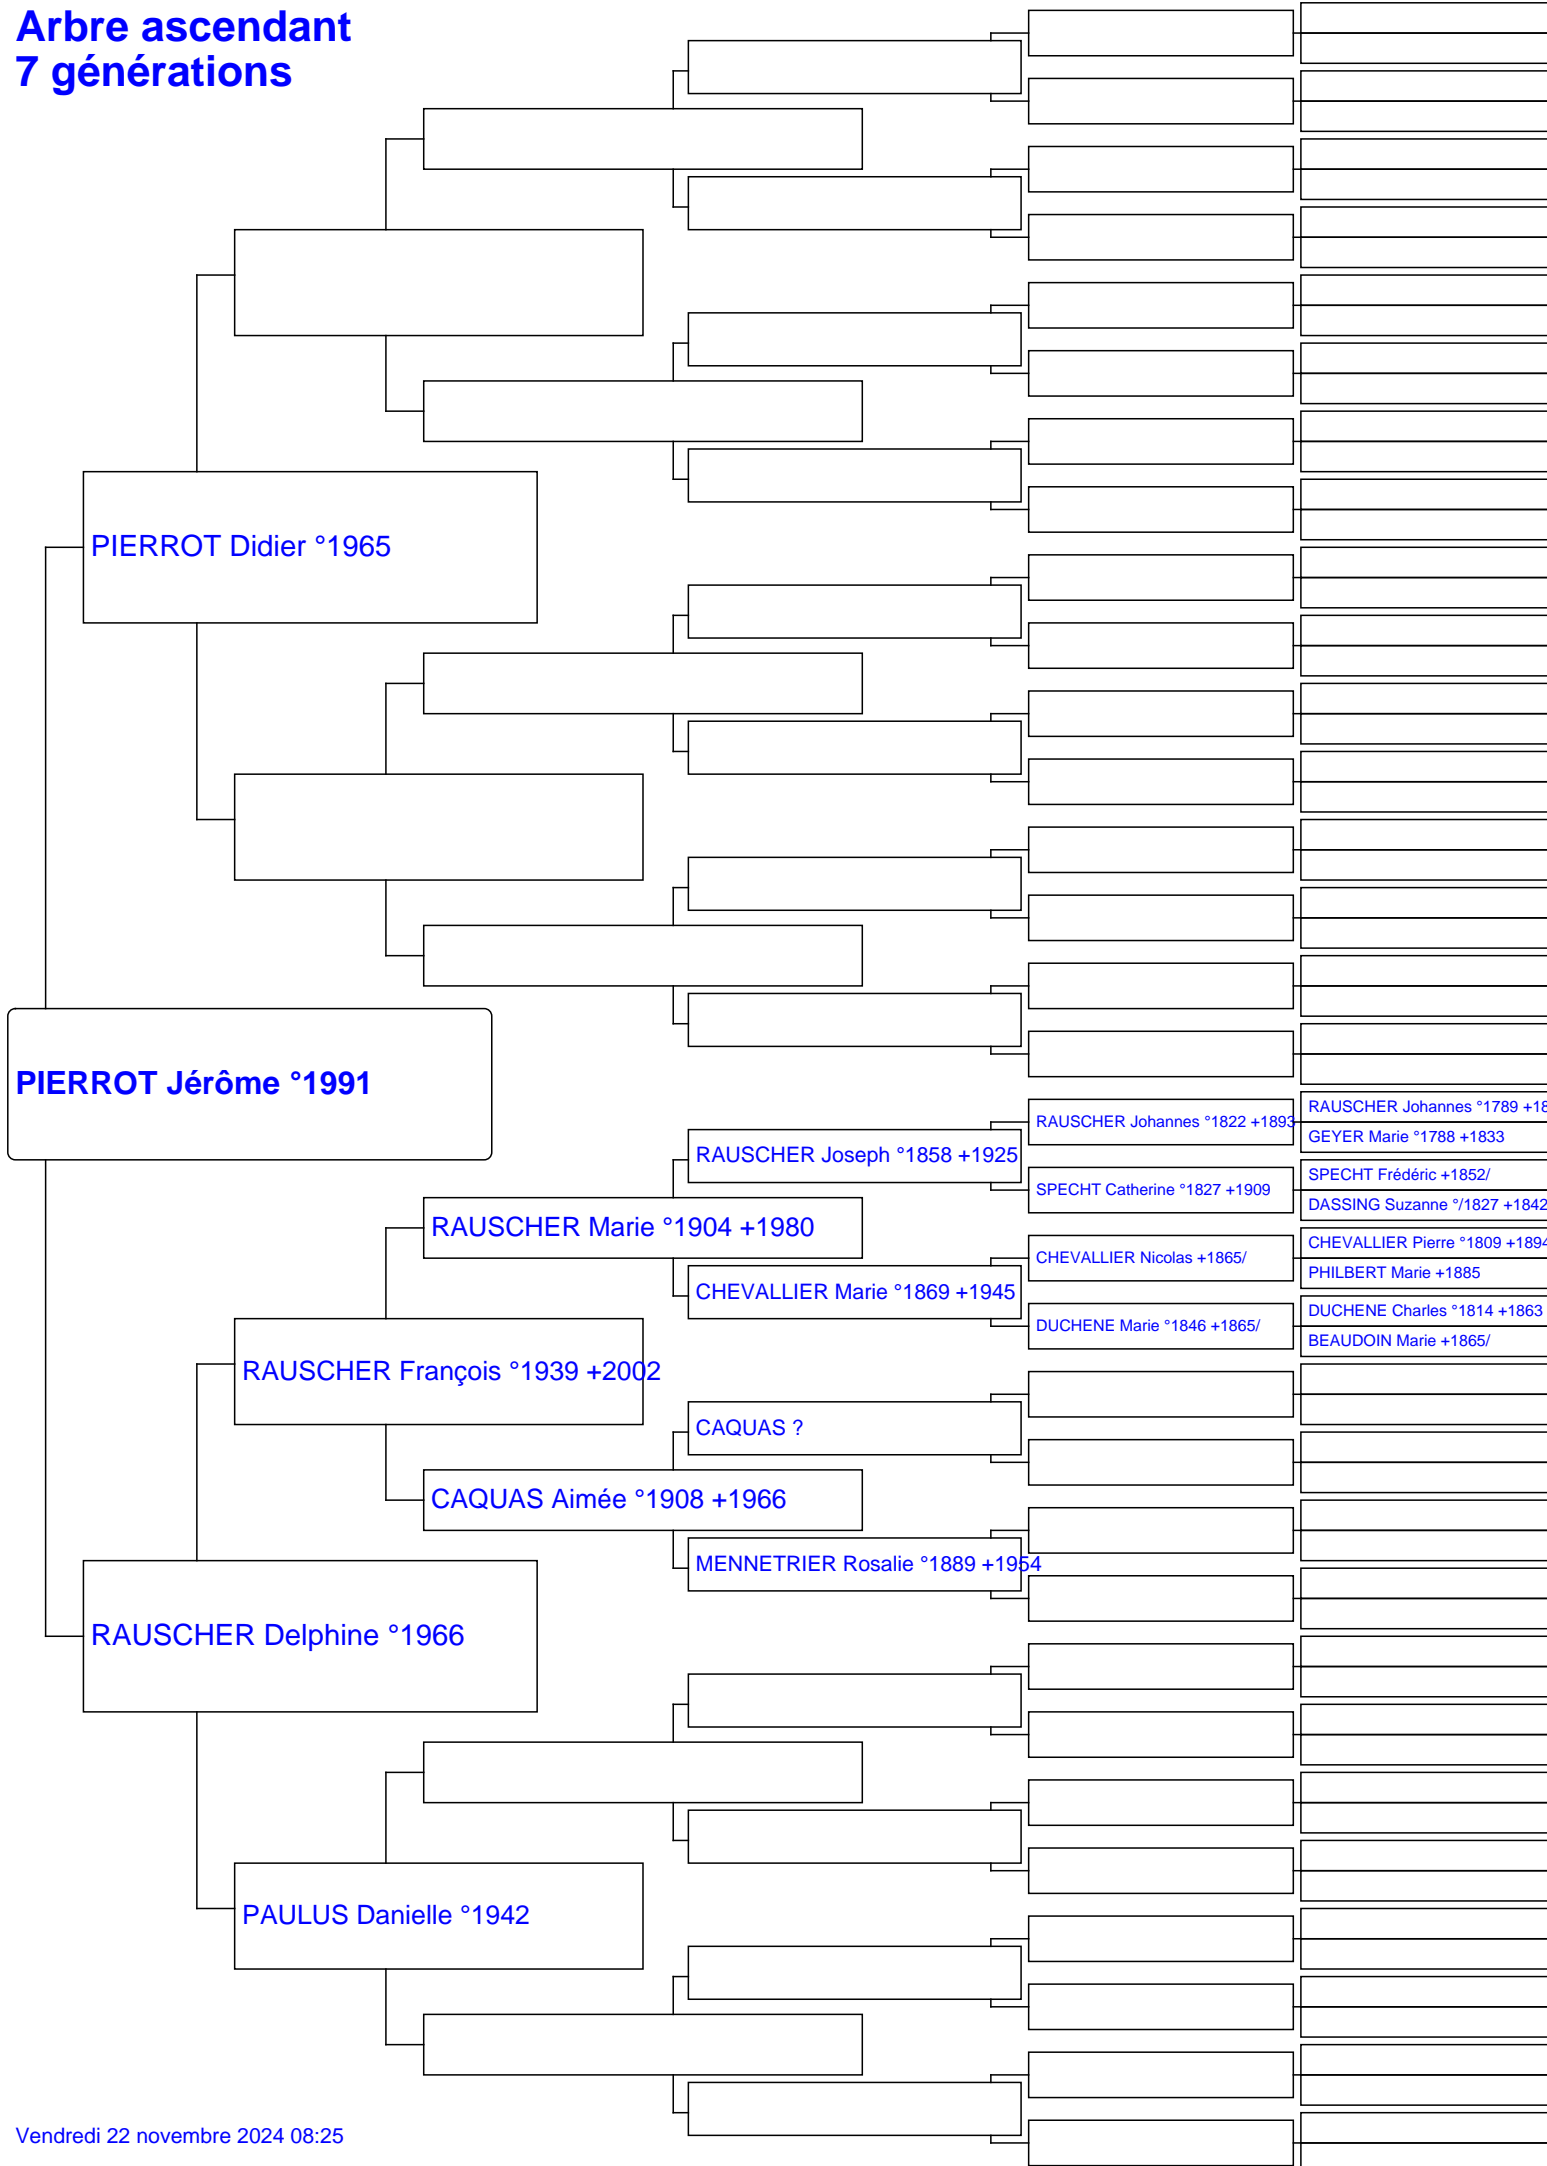 Arbre ascendant
7 générations
PIERROT Didier °1965
PIERROT Jérôme °1991
RAUSCHER Johannes °1822 +1893
RAUSCHER Johannes °1789 +18
GEYER Marie °1788 +1833
RAUSCHER Joseph °1858 +1925
SPECHT Catherine °1827 +1909
SPECHT Frédéric +1852/
DASSING Suzanne °/1827 +1842
RAUSCHER Marie °1904 +1980
CHEVALLIER Nicolas +1865/
CHEVALLIER Pierre °1809 +1894
PHILBERT Marie +1885
CHEVALLIER Marie °1869 +1945
DUCHENE Marie °1846 +1865/
DUCHENE Charles °1814 +1863
BEAUDOIN Marie +1865/
RAUSCHER François °1939 +2002
CAQUAS ?
CAQUAS Aimée °1908 +1966
MENNETRIER Rosalie °1889 +1954
RAUSCHER Delphine °1966
PAULUS Danielle °1942
Vendredi 22 novembre 2024 08:25